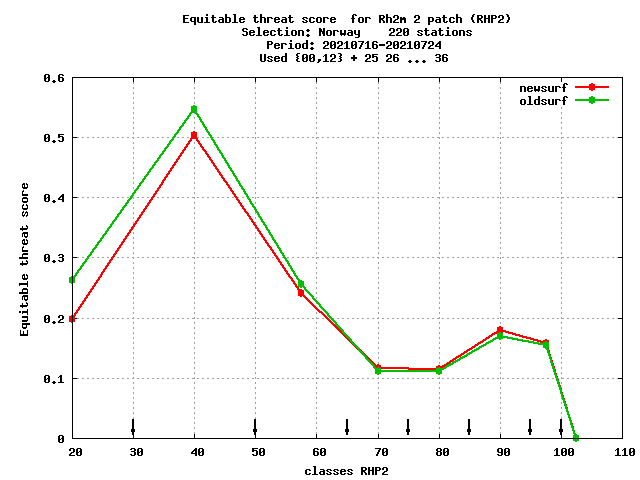 Equitable threat score  for Rh2m 2 patch (RHP2)
Selection: Norway    220 stations
Period: 20210716-20210724
Used {00,12} + 25 26 ... 36
newsurf
oldsurf
Equitable threat score
0.6
0.5
0.4
0.3
0.2
0.1
0
20 30 40 50 60 70 80 90 100 110
classes RHP2